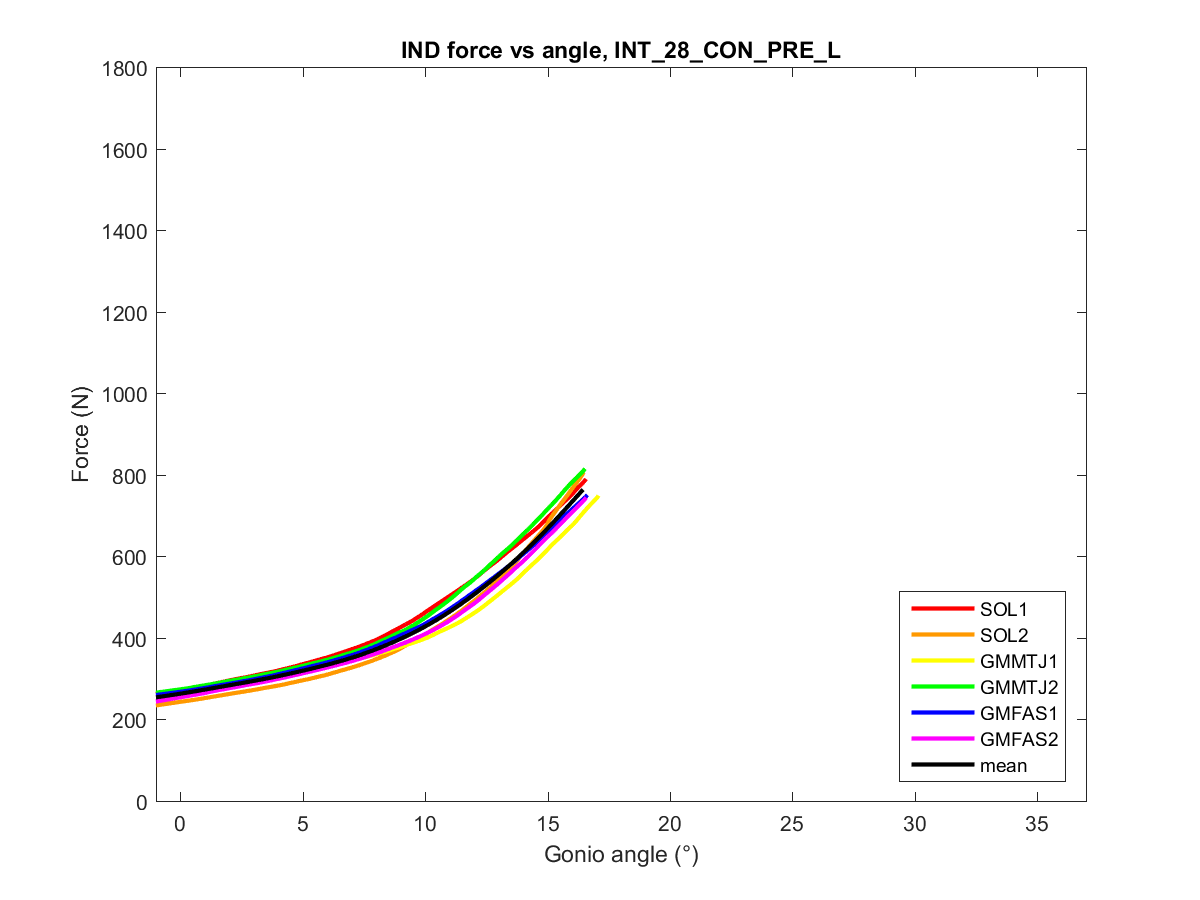 IND force vs angle, INT_28_CON_PRE_L
1800
1600
1400
1200
1000
800
600
400
200
0
Force (N)
0 5 10 15 20 25 30 35
Gonio angle (°)
SOL1
SOL2
GMMTJ1
GMMTJ2
GMFAS1
GMFAS2
mean